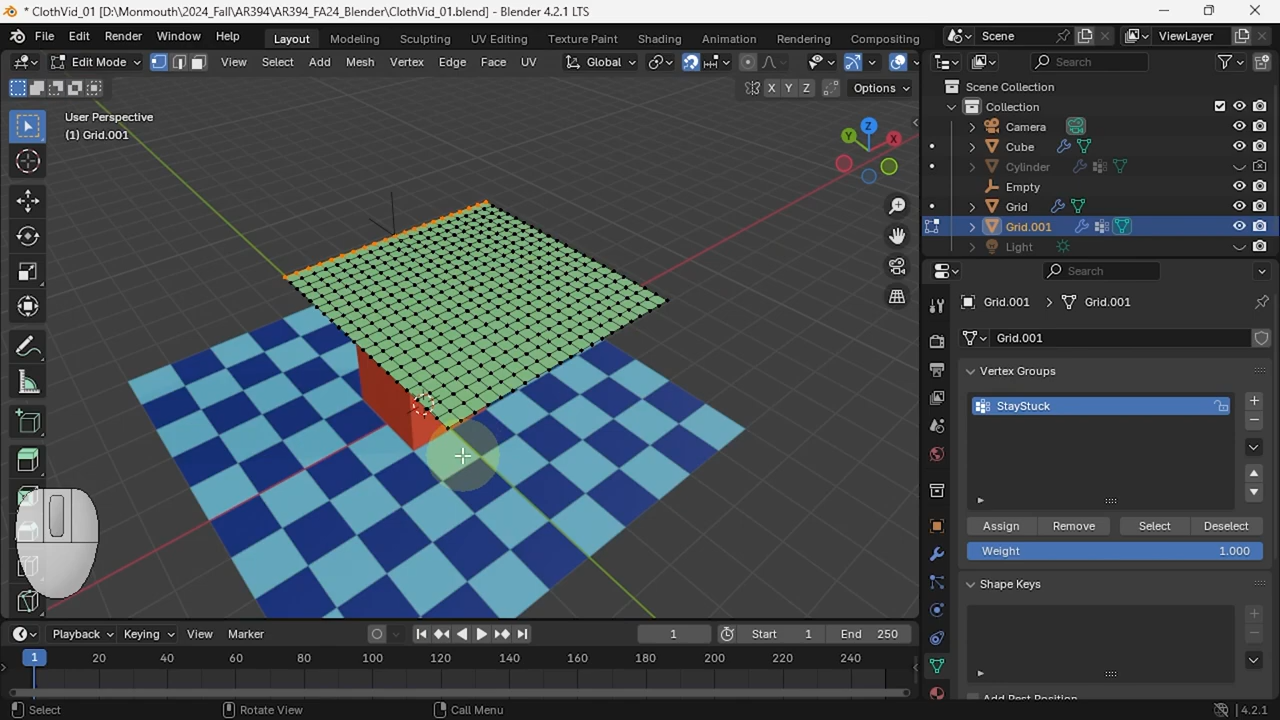 * ClothVid_01 [D:\Monmouth\2024_Fall\AR394\AR394_FA24_Blender\ClothVid_01.blend] - Blender 4.2.1 LTS
File Edit Render Window Help Layout Modeling Sculpting UV Editing Texture Paint Shading Animation Rendering Compositing Scene ViewLayer
Edit Mode View Select Add Mesh Vertex Edge Face UV Global Search
X Y Z Options
User Perspective
(1) Grid.001
Z
Y
X
Scene Collection
Collection
Camera
Cube
Cylinder
Empty
Grid
Grid.001
Light
Search
Grid.001 > Grid.001
Grid.001
Vertex Groups
StayStuck
Assign Remove Select Deselect
Weight 1.000
Shape Keys
Add Rest Position
Playback Keying View Marker 1 Start 1 End 250
1 20 40 60 80 100 120 140 160 180 200 220 240
Select Rotate View Call Menu 4.2.1